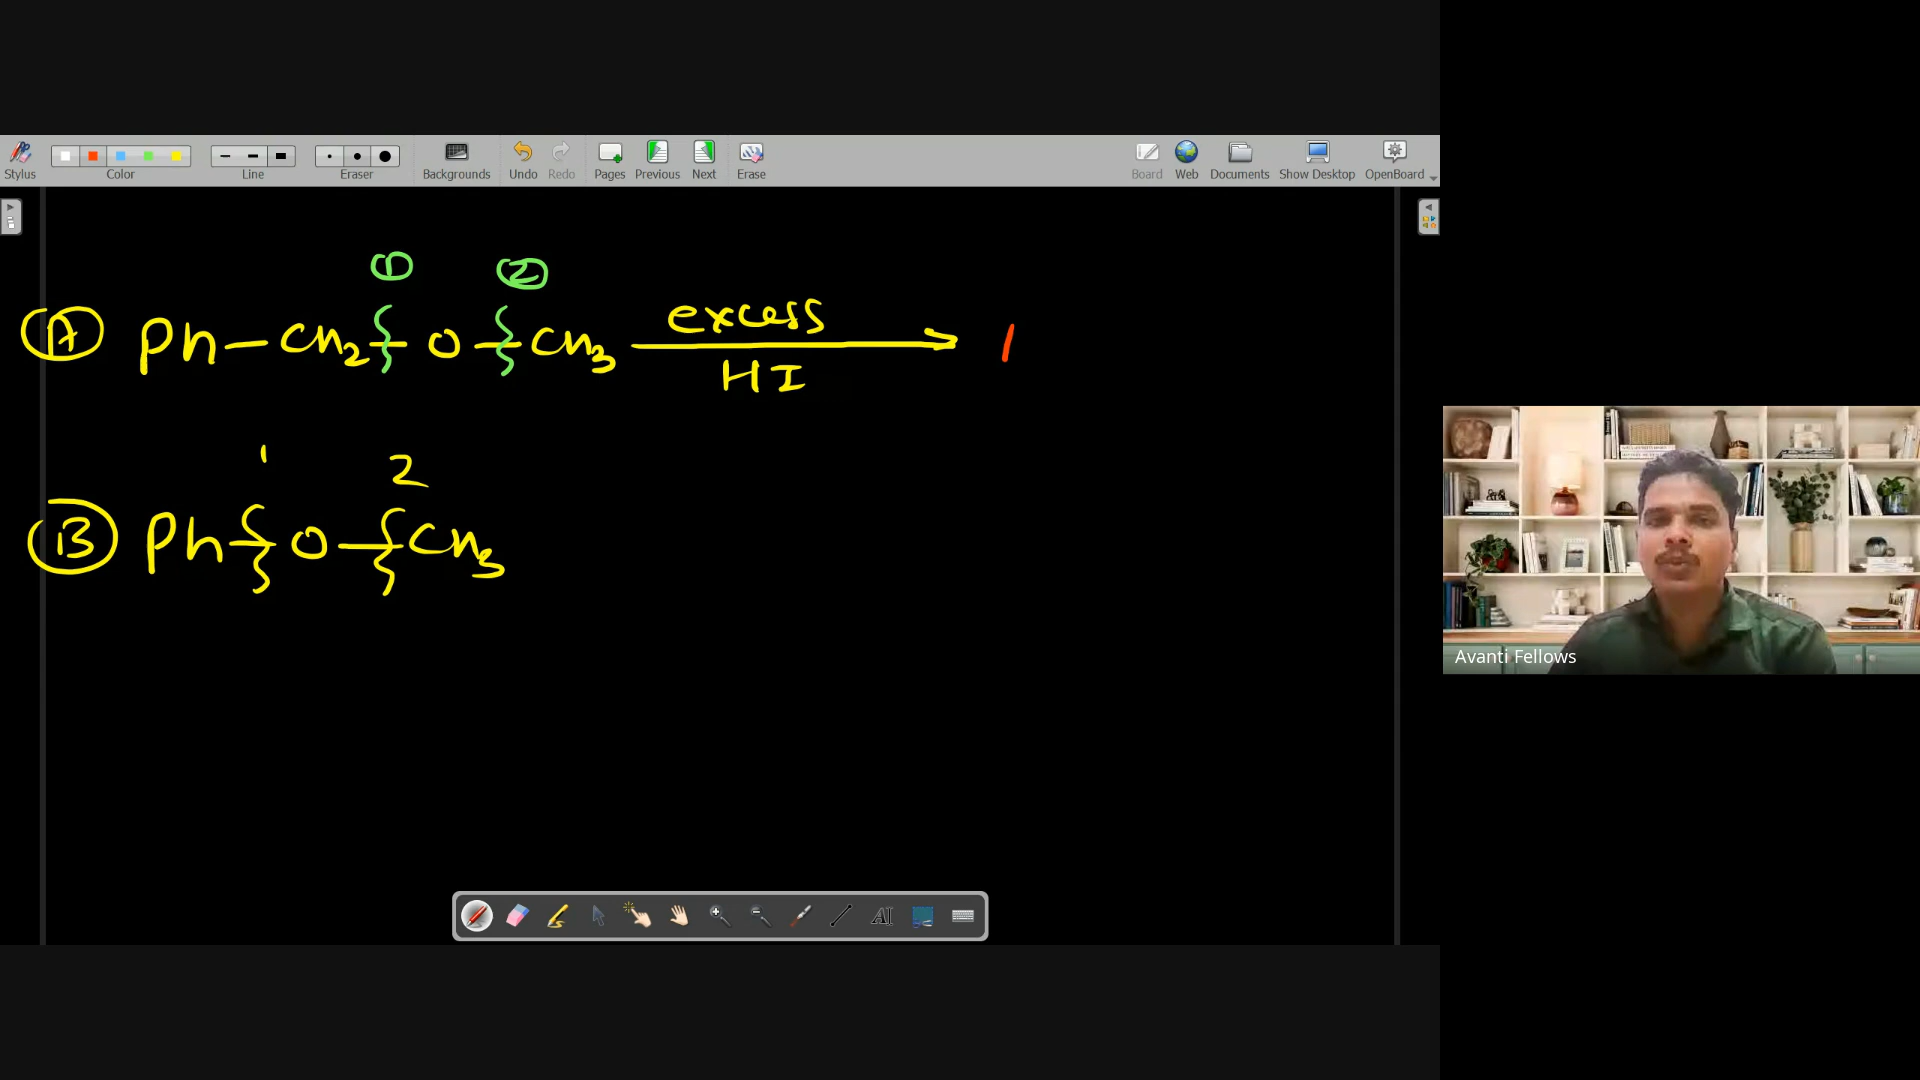 Stylus Color Line Eraser Backgrounds Undo Redo Pages Previous Next Erase Board Web Documents Show Desktop OpenBoard
① ②
Ⓐ Ph-CH₂-O-CH₃ excess HI →
1 2
Ⓑ Ph-O-CH₃
Avanti Fellows
AI